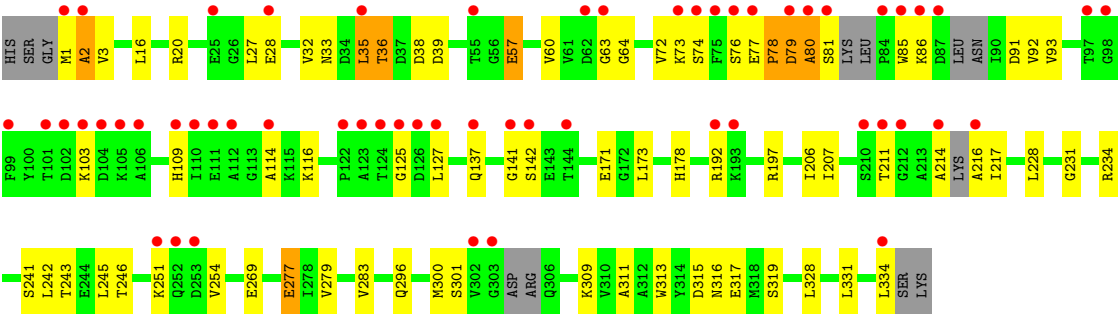 HIS SER GLY M1 A2 V3 L16 R20 E25 G26 L27 E28 V32 N33 D34 L35 T36 D37 D38 D39 T55 G56 E57 V60 V61 D62 G63 G64 V72 K73 S74 F75 S76 E77 P78 D79 A80 S81 LYS LEU P84 W85 K86 D87 LEU ASN I90 D91 V92 V93 T97 G98
F99 Y100 T101 D102 K103 D104 K105 A106 H109 I110 E111 A112 G113 A114 K115 K116 P122 A123 T124 G125 D126 L127 Q137 G141 S142 E143 T144 E171 G172 L173 H178 R192 K193 R197 I206 I207 S210 T211 G212 A213 A214 LYS A216 I217 L228 G231 R234
S241 L242 T243 E244 L245 T246 K251 Q252 D253 V254 E269 E277 I278 V279 V283 Q296 M300 S301 V302 G303 ASP ARG Q306 K309 V310 A311 A312 W313 Y314 D315 N316 E317 M318 S319 L328 L331 L334 SER LYS